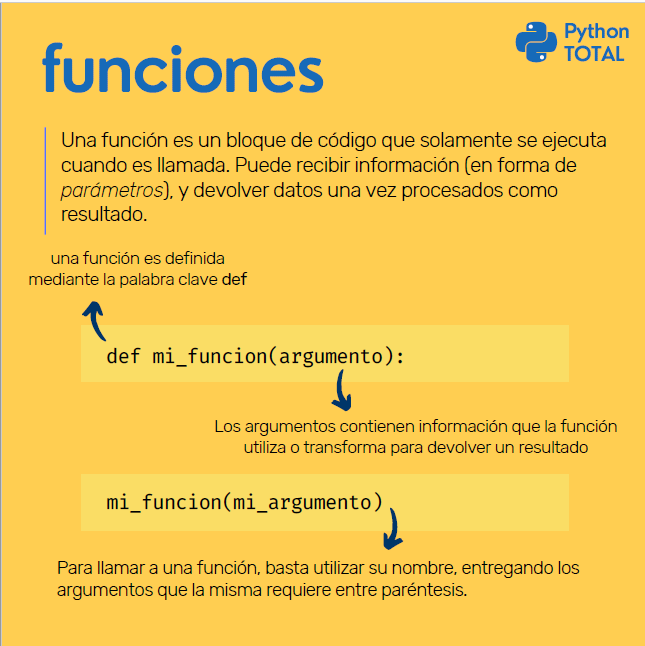 Python
TOTAL
funciones
Una función es un bloque de código que solamente se ejecuta
cuando es llamada. Puede recibir información (en forma de
parámetros), y devolver datos una vez procesados como
resultado.
una función es definida
mediante la palabra clave def
def mi_funcion(argumento):
Los argumentos contienen información que la función
utiliza o transforma para devolver un resultado
mi_funcion(mi_argumento)
Para llamar a una función, basta utilizar su nombre, entregando los
argumentos que la misma requiere entre paréntesis.